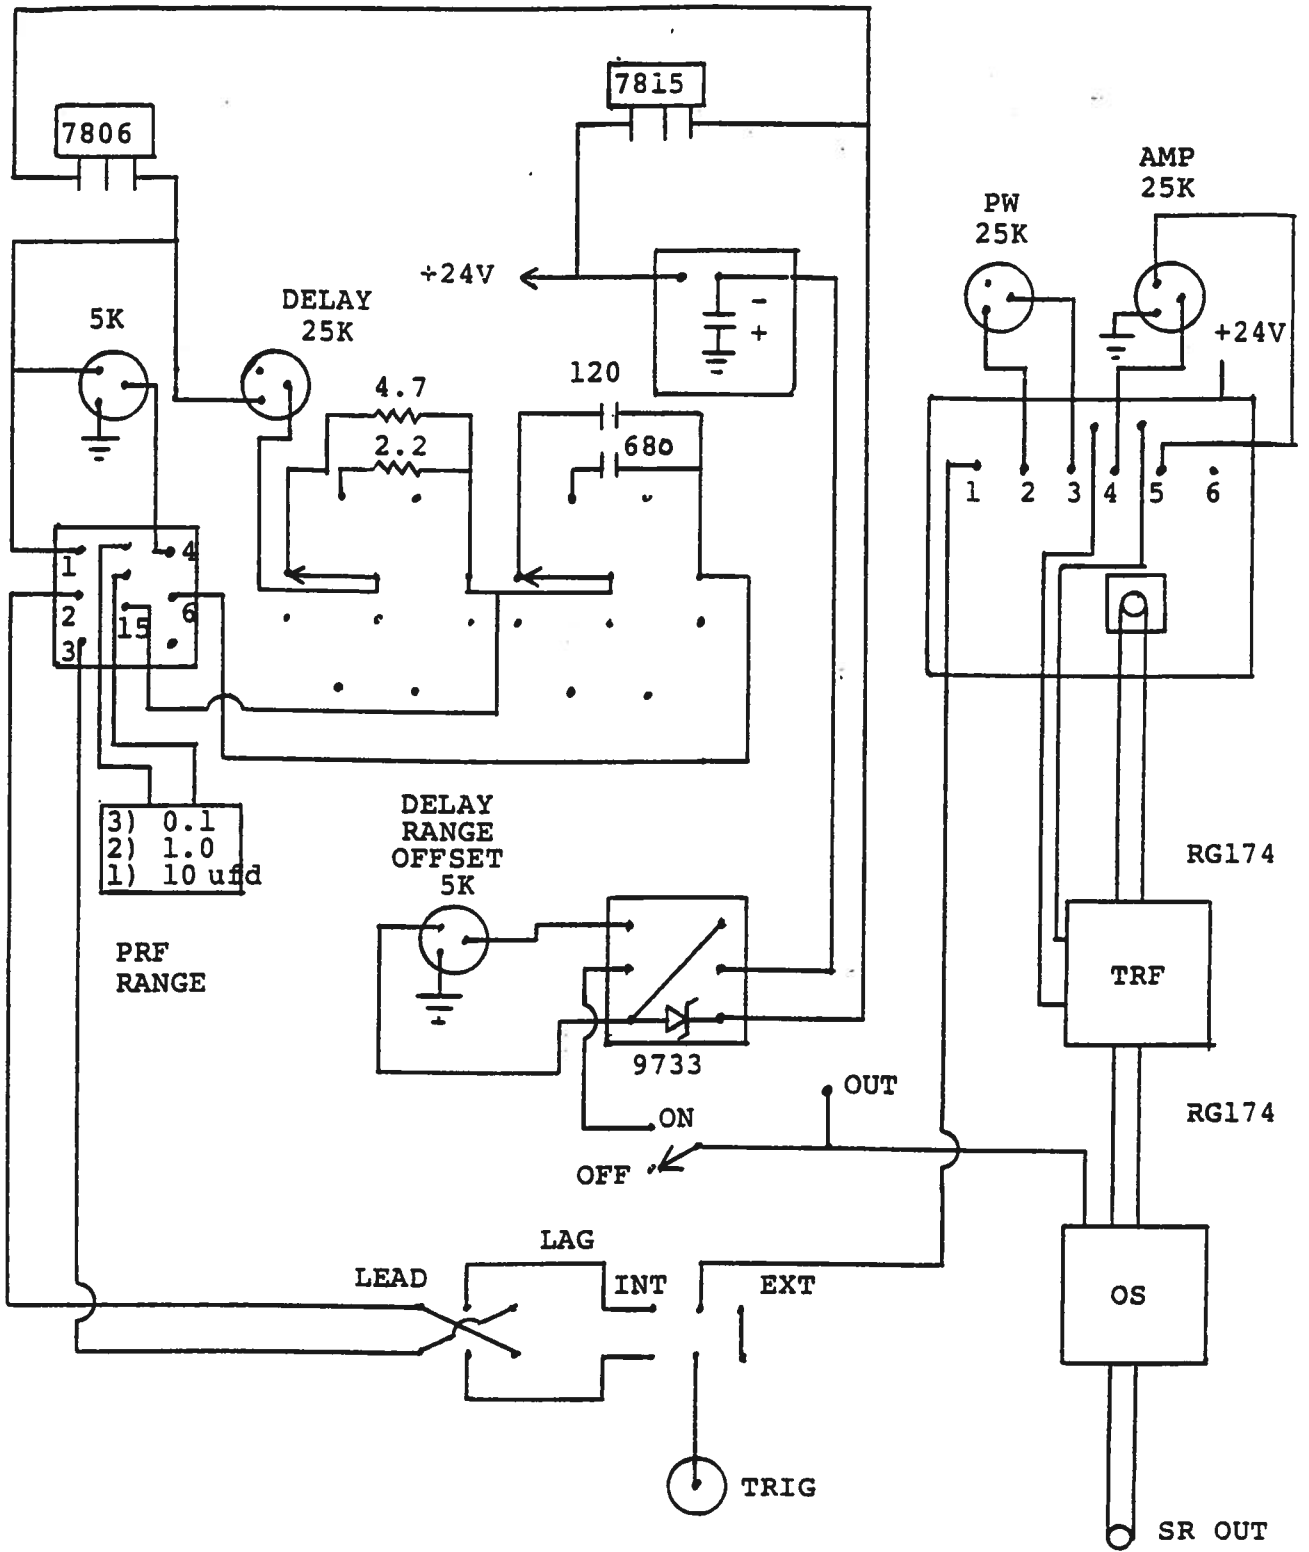 7815
7806
AMP
25K
PW
25K
+24V
-
+
+24V
DELAY
25K
5K
120
4.7
680
2.2
1 2 3 4 5 6
1
4
2
15
6
3
3) 0.1
2) 1.0
1) 10 ufd
PRF
RANGE
DELAY
RANGE
OFFSET
5K
RG174
TRF
9733
OUT
RG174
ON
OFF
LAG
LEAD
INT
EXT
OS
TRIG
SR OUT